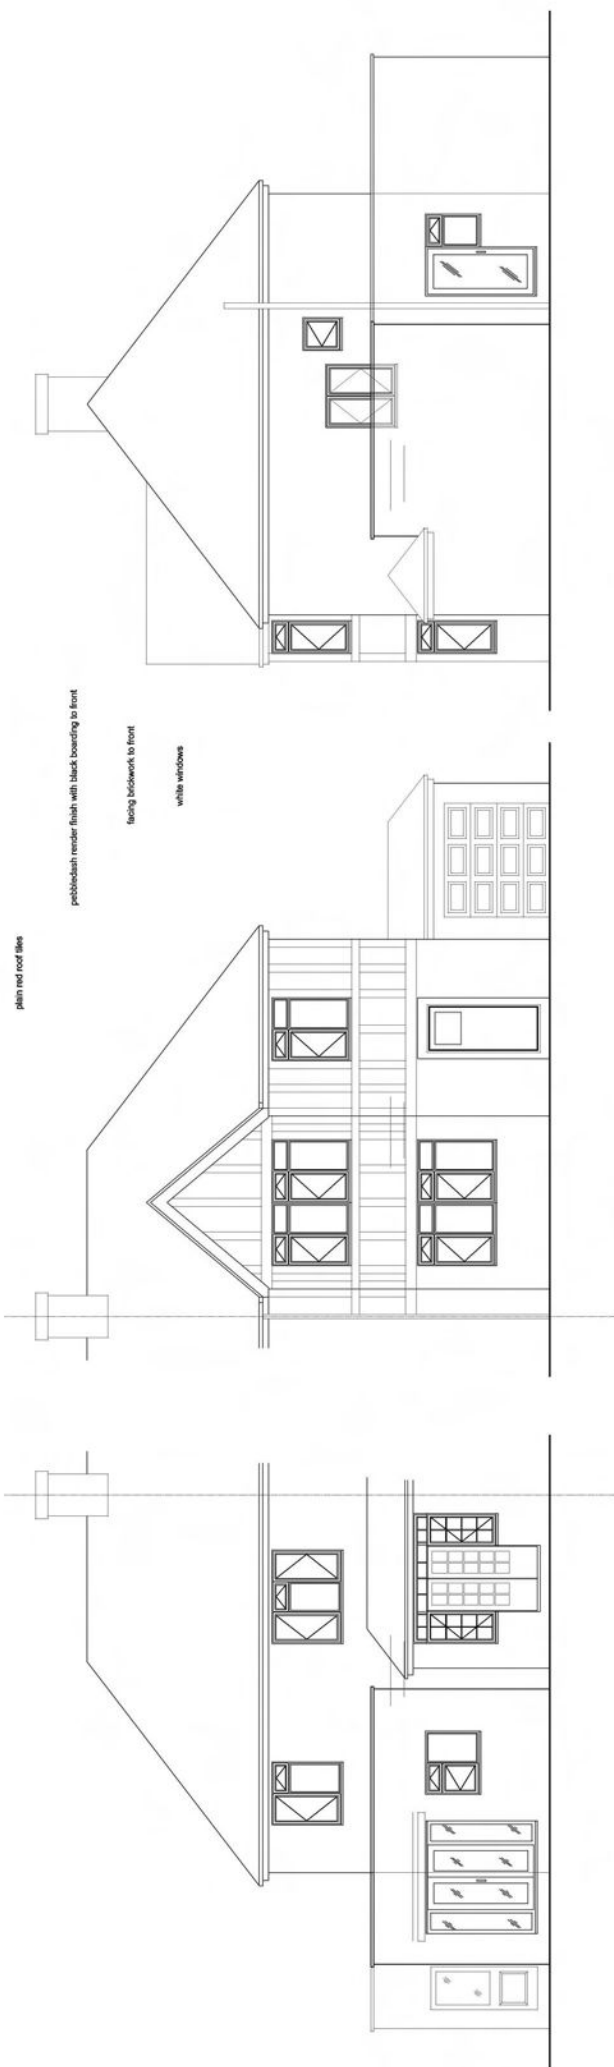 plain red roof tiles
pebbledash render finish with black boarding to front
facing brickwork to front
white windows